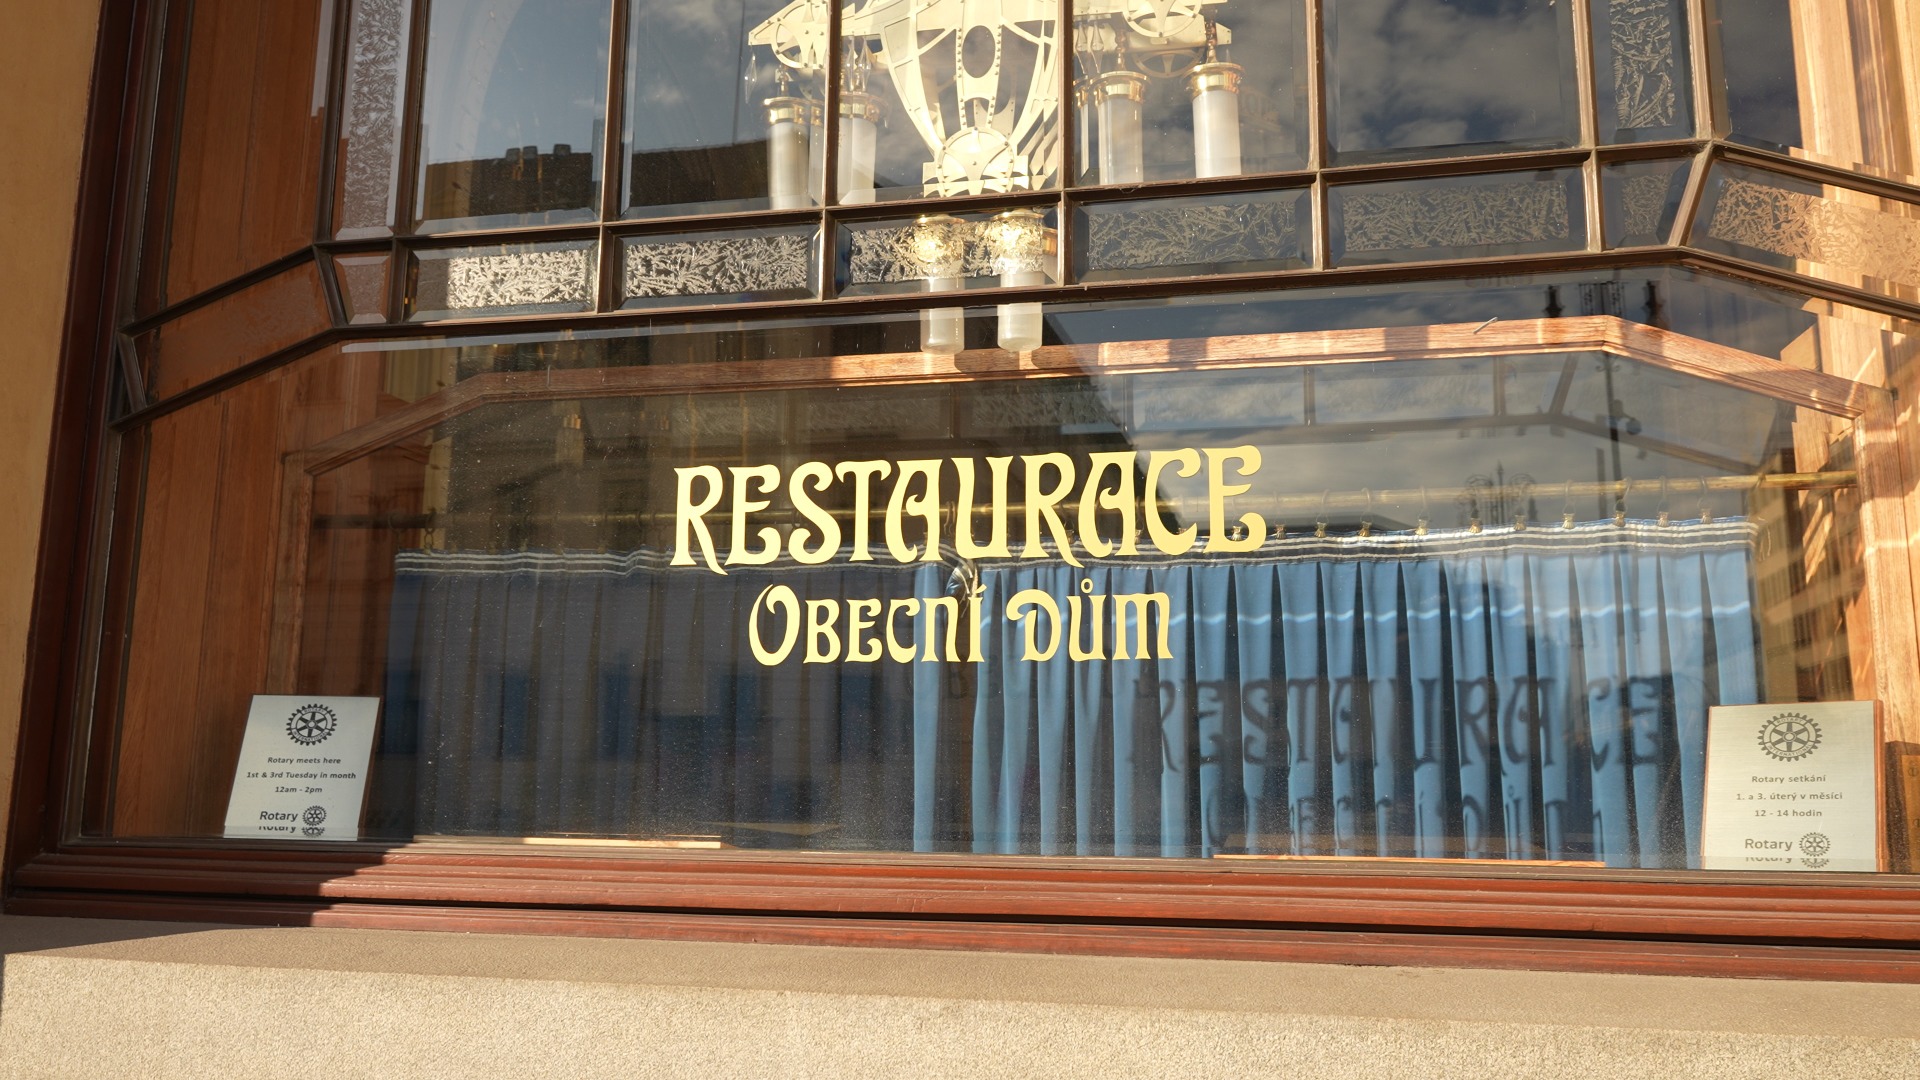 RESTAURACE
OBECNÍ DŮM
Rotary meets here
1st & 3rd Tuesday in month
12am - 2pm
Rotary
Rotary setkání
1. a 3. úterý v měsíci
12 - 14 hodin
Rotary